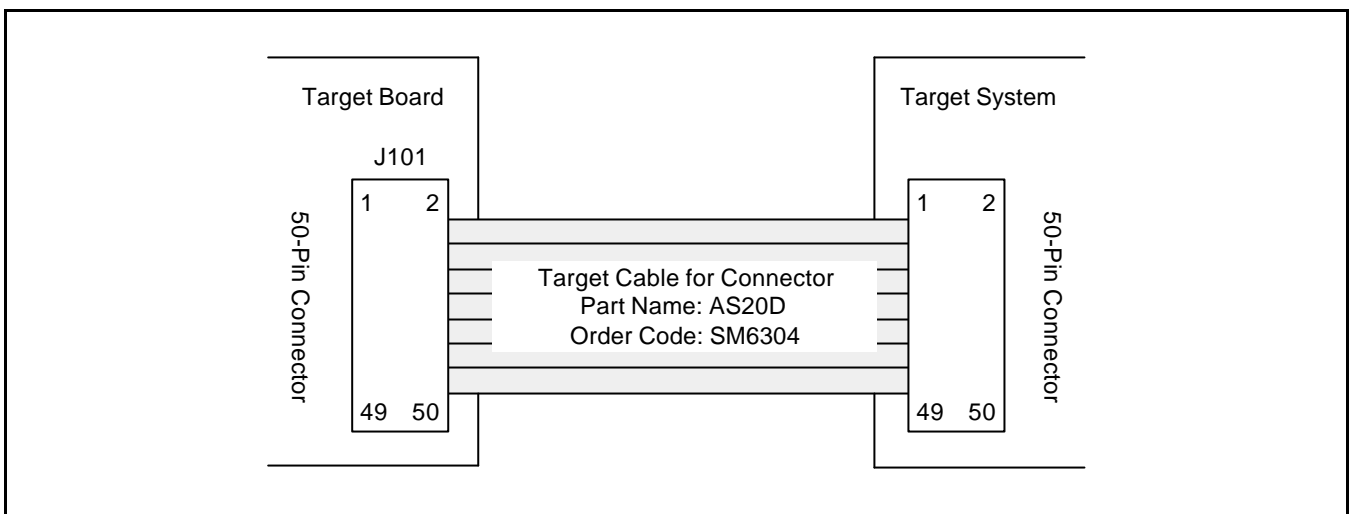 Target Board
Target System
J101
1 2
50-Pin Connector
49 50
Target Cable for Connector
Part Name: AS20D
Order Code: SM6304
1 2
50-Pin Connector
49 50